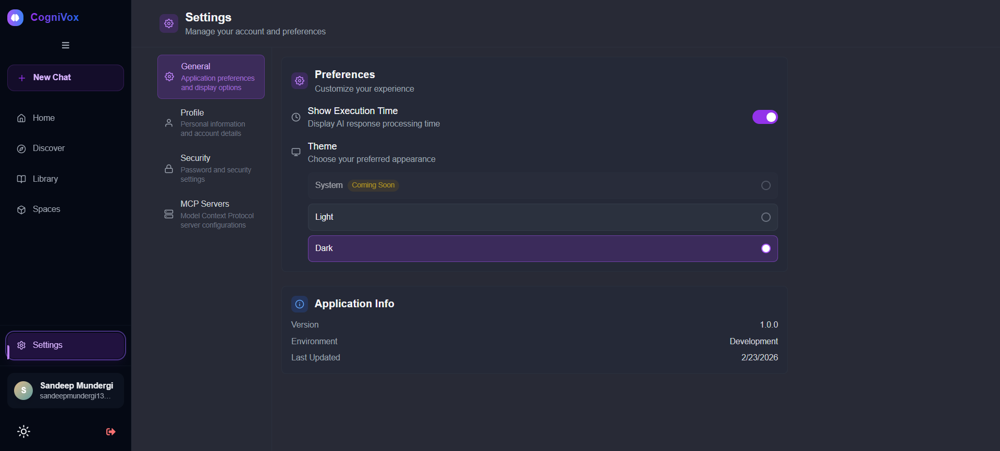 CogniVox
New Chat
Home
Discover
Library
Spaces
Settings
S
Sandeep Mundergi
sandeepmundergi13...
Settings
Manage your account and preferences
General
Application preferences
and display options
Profile
Personal information
and account details
Security
Password and security
settings
MCP Servers
Model Context Protocol
server configurations
Preferences
Customize your experience
Show Execution Time
Display AI response processing time
Theme
Choose your preferred appearance
System Coming Soon
Light
Dark
Application Info
Version 1.0.0
Environment Development
Last Updated 2/23/2026